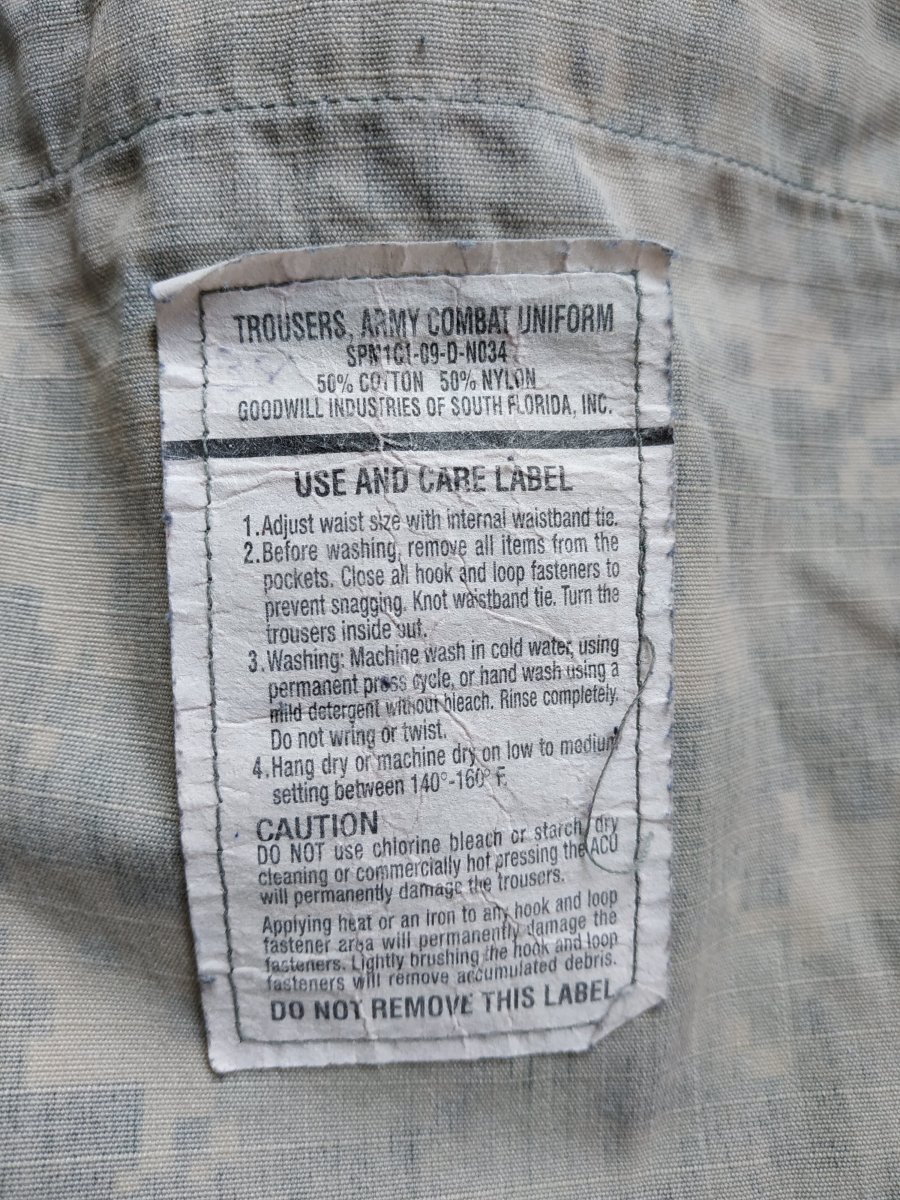 TROUSERS, ARMY COMBAT UNIFORM
SPM1C1-09-D-N034
50% COTTON 50% NYLON
GOODWILL INDUSTRIES OF SOUTH FLORIDA, INC.
USE AND CARE LABEL
1.Adjust waist size with internal waistband tie.
2.Before washing, remove all items from the
pockets. Close all hook and loop fasteners to
prevent snagging. Knot waistband tie. Turn the
trousers inside out.
3.Washing: Machine wash in cold water, using
permanent press cycle, or hand wash using a
mild detergent without bleach. Rinse completely.
Do not wring or twist.
4.Hang dry or machine dry on low to medium
setting between 140°-160° F.
CAUTION
DO NOT use chlorine bleach or starch, dry
cleaning or commercially hot pressing the ACU
will permanently damage the trousers.
Applying heat or an iron to any hook and loop
fastener area will permanently damage the
fasteners. Lightly brushing the hook and loop
fasteners will remove accumulated debris.
DO NOT REMOVE THIS LABEL